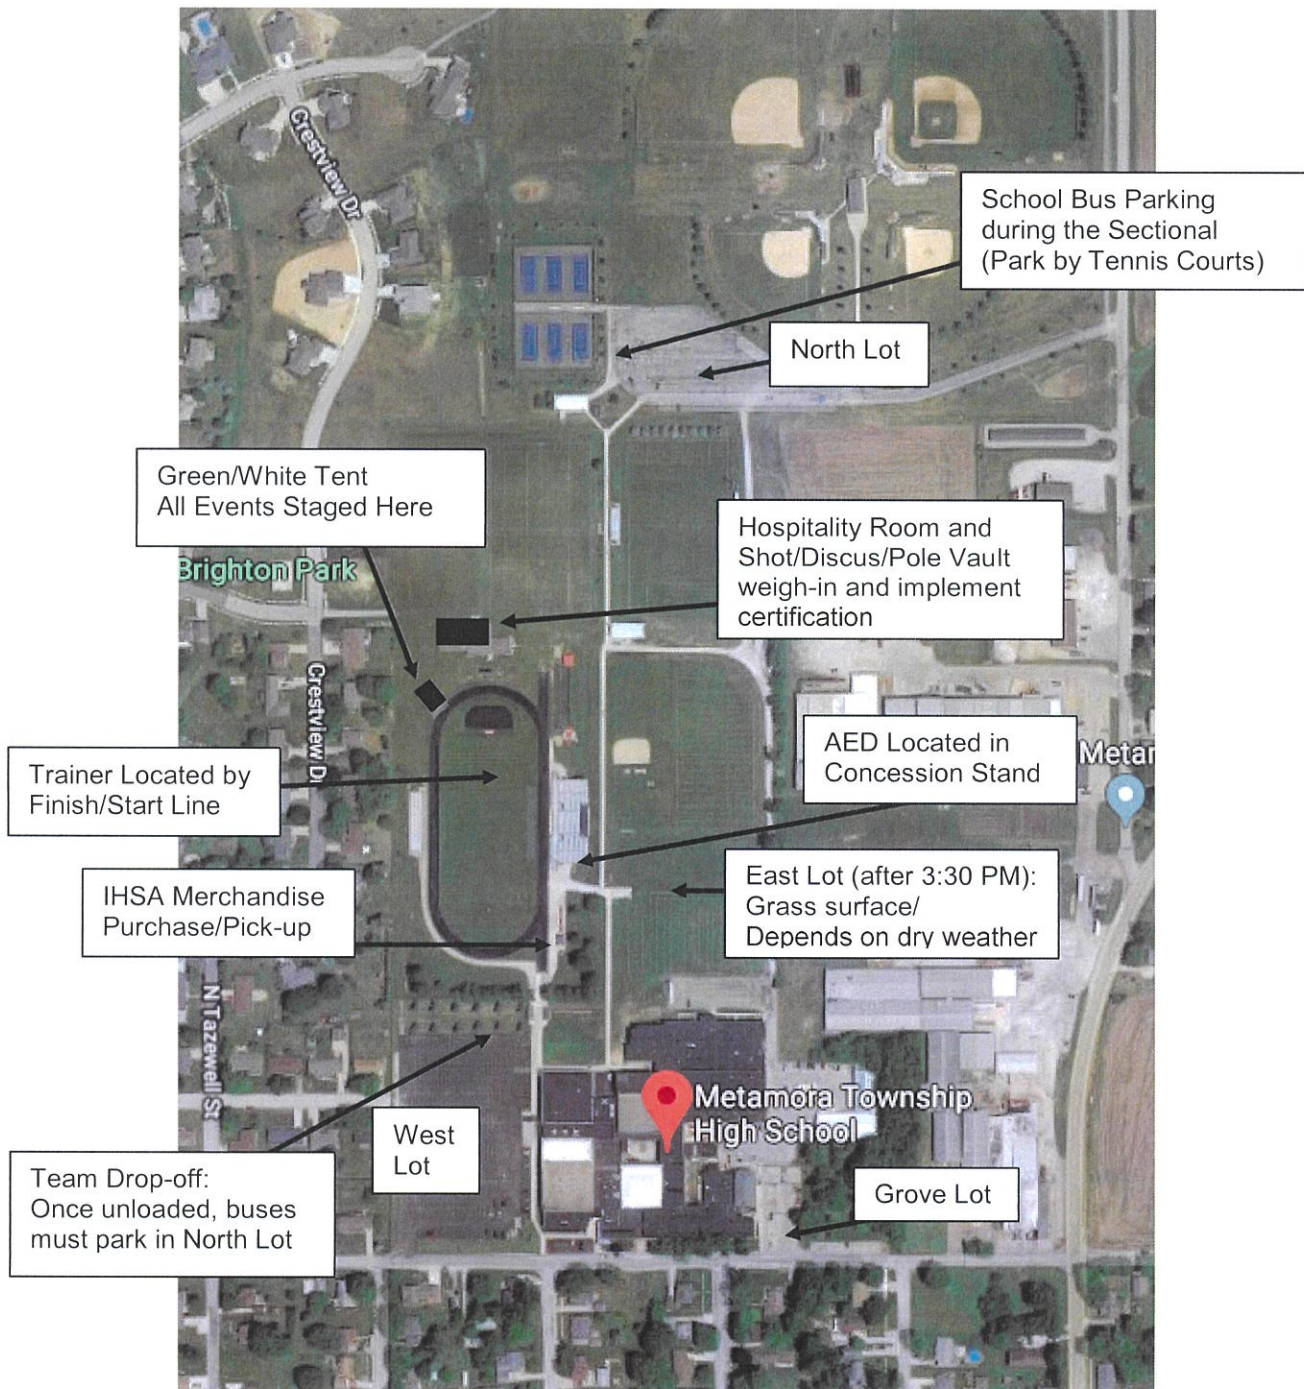 Crestview Dr
School Bus Parking
during the Sectional
(Park by Tennis Courts)
North Lot
Green/White Tent
All Events Staged Here
Hospitality Room and
Shot/Discus/Pole Vault
weigh-in and implement
certification
Brighton Park
Crestview Dr
AED Located in
Concession Stand
Metar
Trainer Located by
Finish/Start Line
IHSA Merchandise
Purchase/Pick-up
East Lot (after 3:30 PM):
Grass surface/
Depends on dry weather
N Tazewell St
Metamora Township
High School
West
Lot
Team Drop-off:
Once unloaded, buses
must park in North Lot
Grove Lot